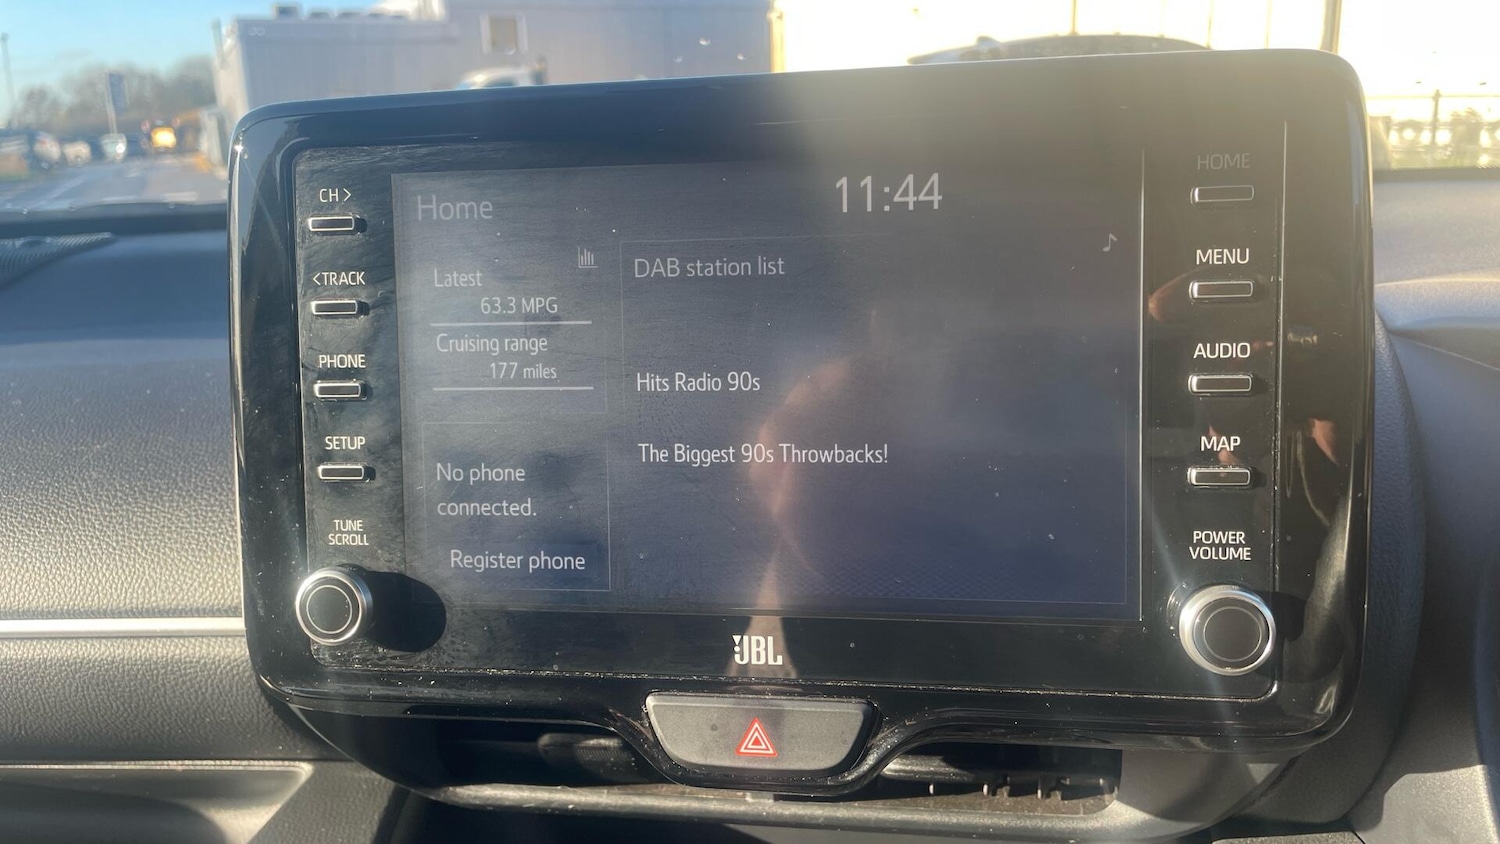 CH>
<TRACK
PHONE
SETUP
TUNE
SCROLL
Home
11:44
Latest
63.3 MPG
Cruising range
177 miles
No phone
connected.
Register phone
DAB station list
Hits Radio 90s
The Biggest 90s Throwbacks!
HOME
MENU
AUDIO
MAP
POWER
VOLUME
JBL